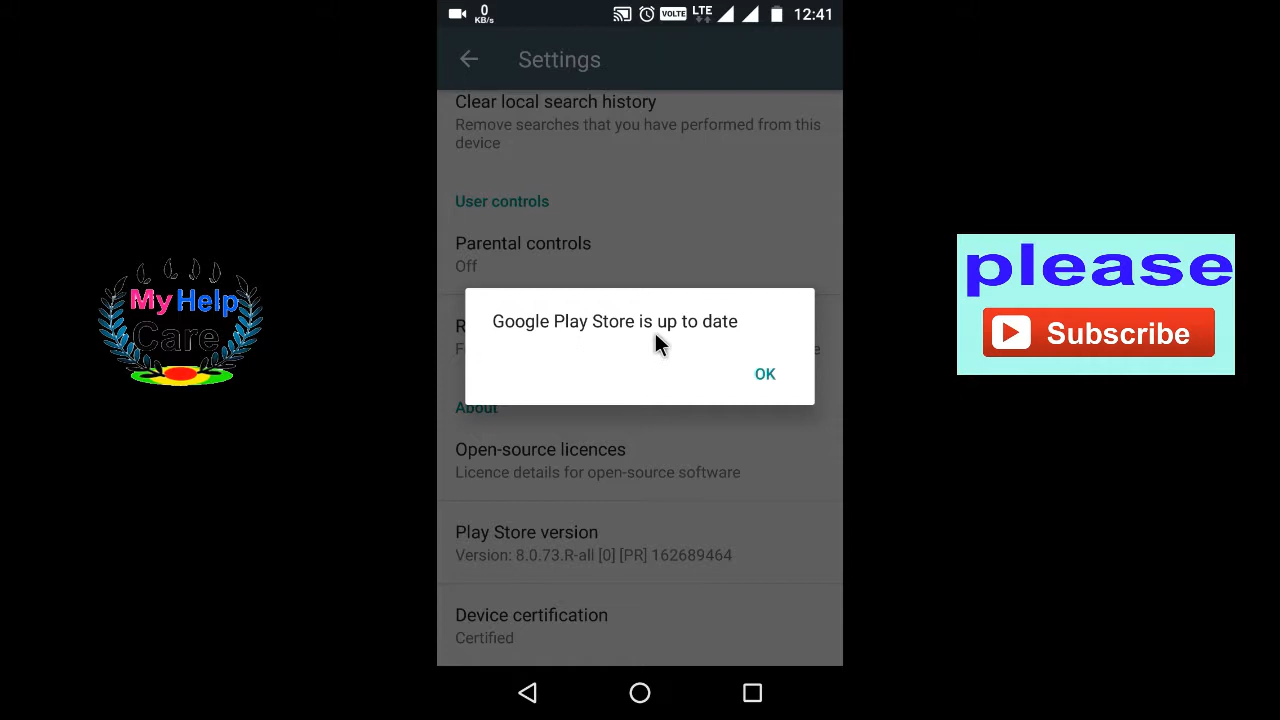 0
KB/s
VOLTE
LTE
12:41
Settings
Clear local search history
Remove searches that you have performed from this
device
User controls
Parental controls
Off
Google Play Store is up to date
OK
About
Open-source licences
Licence details for open-source software
Play Store version
Version: 8.0.73.R-all [0] [PR] 162689464
Device certification
Certified
My Help
Care
please
Subscribe